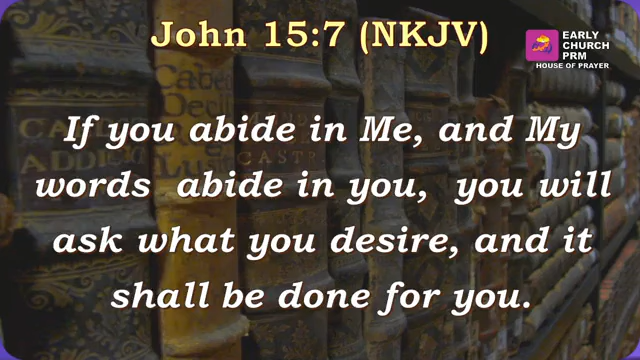 John 15:7 (NKJV)
EARLY
CHURCH
PRM
HOUSE OF PRAYER
If you abide in Me, and My
words abide in you, you will
ask what you desire, and it
shall be done for you.